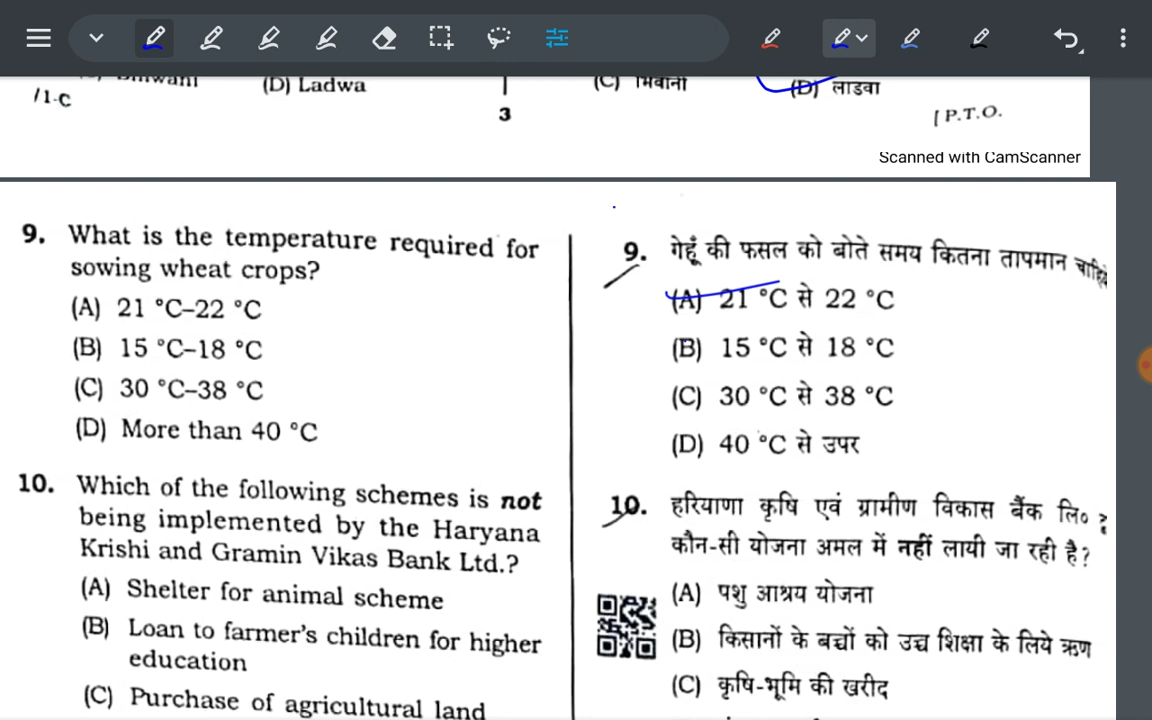 (D) Ladwa
(C) भिवानी
(D) लाडवा
/1-C
3
[ P.T.O.
Scanned with CamScanner
9. What is the temperature required for
sowing wheat crops?
(A) 21 °C–22 °C
(B) 15 °C–18 °C
(C) 30 °C–38 °C
(D) More than 40 °C
10. Which of the following schemes is not
being implemented by the Haryana
Krishi and Gramin Vikas Bank Ltd.?
(A) Shelter for animal scheme
(B) Loan to farmer's children for higher
education
(C) Purchase of agricultural land
9. गेहूँ की फसल को बोते समय कितना तापमान चाहिये
(A) 21 °C से 22 °C
(B) 15 °C से 18 °C
(C) 30 °C से 38 °C
(D) 40 °C से उपर
10. हरियाणा कृषि एवं ग्रामीण विकास बैंक लि०
कौन-सी योजना अमल में नहीं लायी जा रही है?
(A) पशु आश्रय योजना
(B) किसानों के बच्चों को उच्च शिक्षा के लिये ऋण
(C) कृषि-भूमि की खरीद